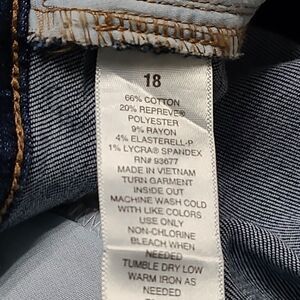 18
66% COTTON
20% REPREVE®
POLYESTER
9% RAYON
4% ELASTERELL-P
1% LYCRA® SPANDEX
RN# 93677
MADE IN VIETNAM
TURN GARMENT
INSIDE OUT
MACHINE WASH COLD
WITH LIKE COLORS
USE ONLY
NON-CHLORINE
BLEACH WHEN
NEEDED
TUMBLE DRY LOW
WARM IRON AS
NEEDED